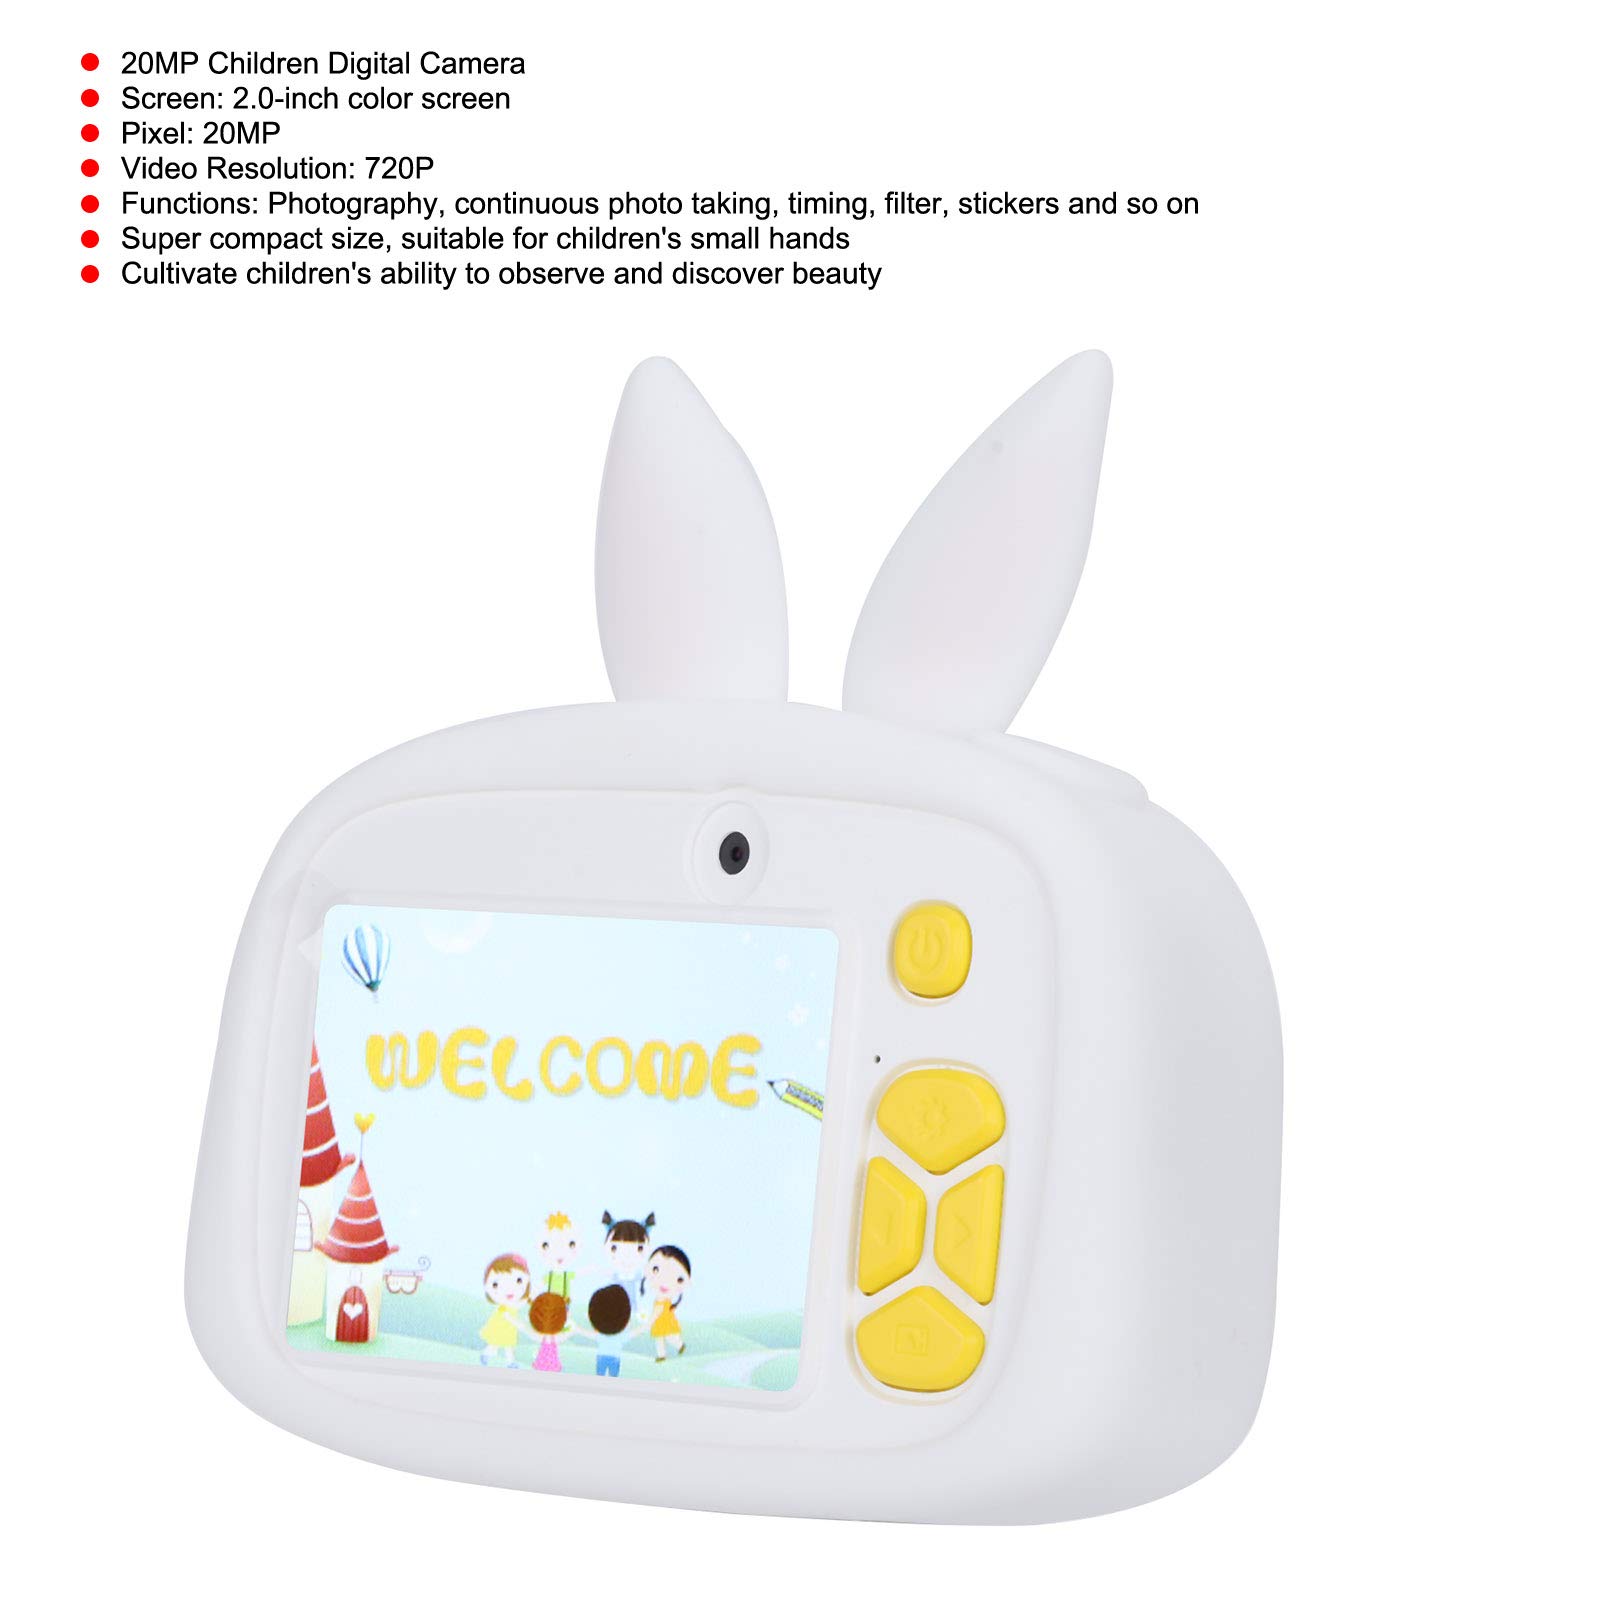 20MP Children Digital Camera
Screen: 2.0-inch color screen
Pixel: 20MP
Video Resolution: 720P
Functions: Photography, continuous photo taking, timing, filter, stickers and so on
Super compact size, suitable for children's small hands
Cultivate children's ability to observe and discover beauty
WELCOME